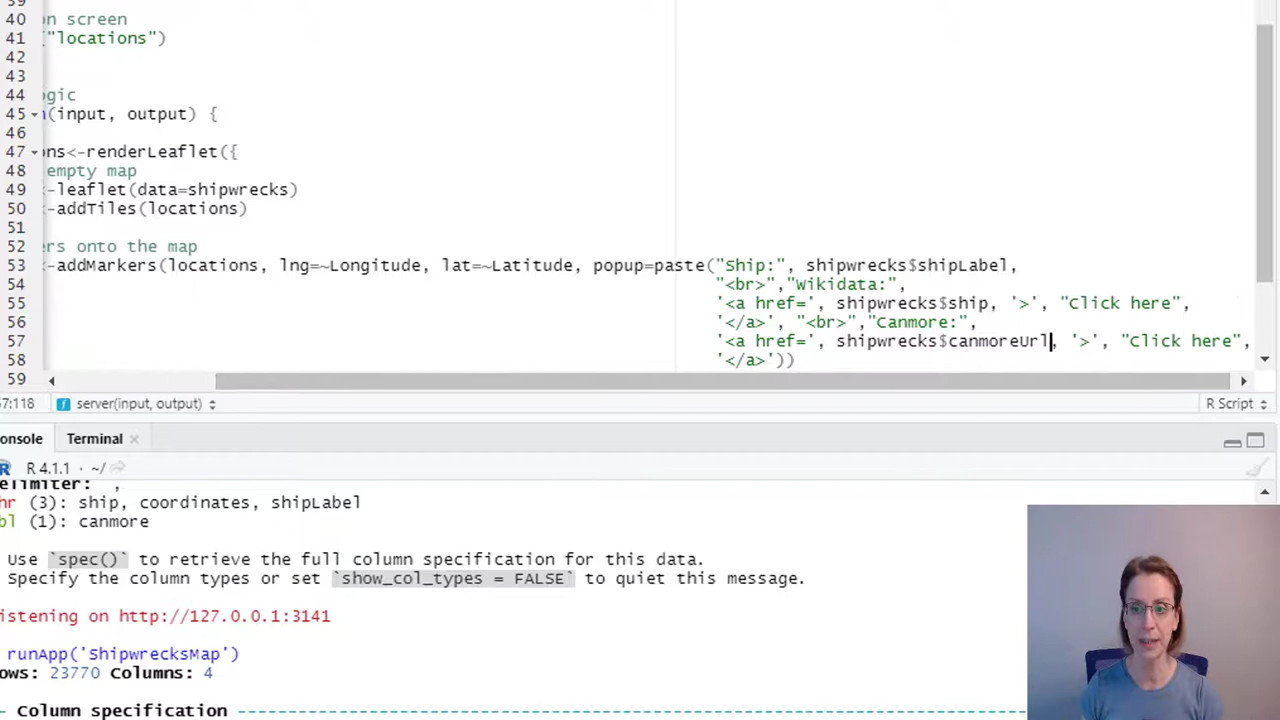 39
40 on screen
41 ("locations")
42
43
44 ogic
45 n(input, output) {
46
47 ons<-renderLeaflet({
48 empty map
49 <-leaflet(data=shipwrecks)
50 <-addTiles(locations)
51
52 ers onto the map
53 <-addMarkers(locations, lng=~Longitude, lat=~Latitude, popup=paste("Ship:", shipwrecks$shipLabel,
54 "<br>","wikidata:",
55 '<a href=', shipwrecks$ship, '>', "Click here",
56 '</a>', "<br>","Canmore:",
57 '<a href=', shipwrecks$canmoreUrl, '>', "Click here",
58 '</a>'))
59
57:118 server(input, output) R Script
onsole Terminal
R 4.1.1 · ~/
elimiter: ,
hr (3): ship, coordinates, shipLabel
bl (1): canmore
Use `spec()` to retrieve the full column specification for this data.
Specify the column types or set `show_col_types = FALSE` to quiet this message.
istening on http://127.0.0.1:3141
runApp('ShipwrecksMap')
ows: 23770 Columns: 4
Column specification